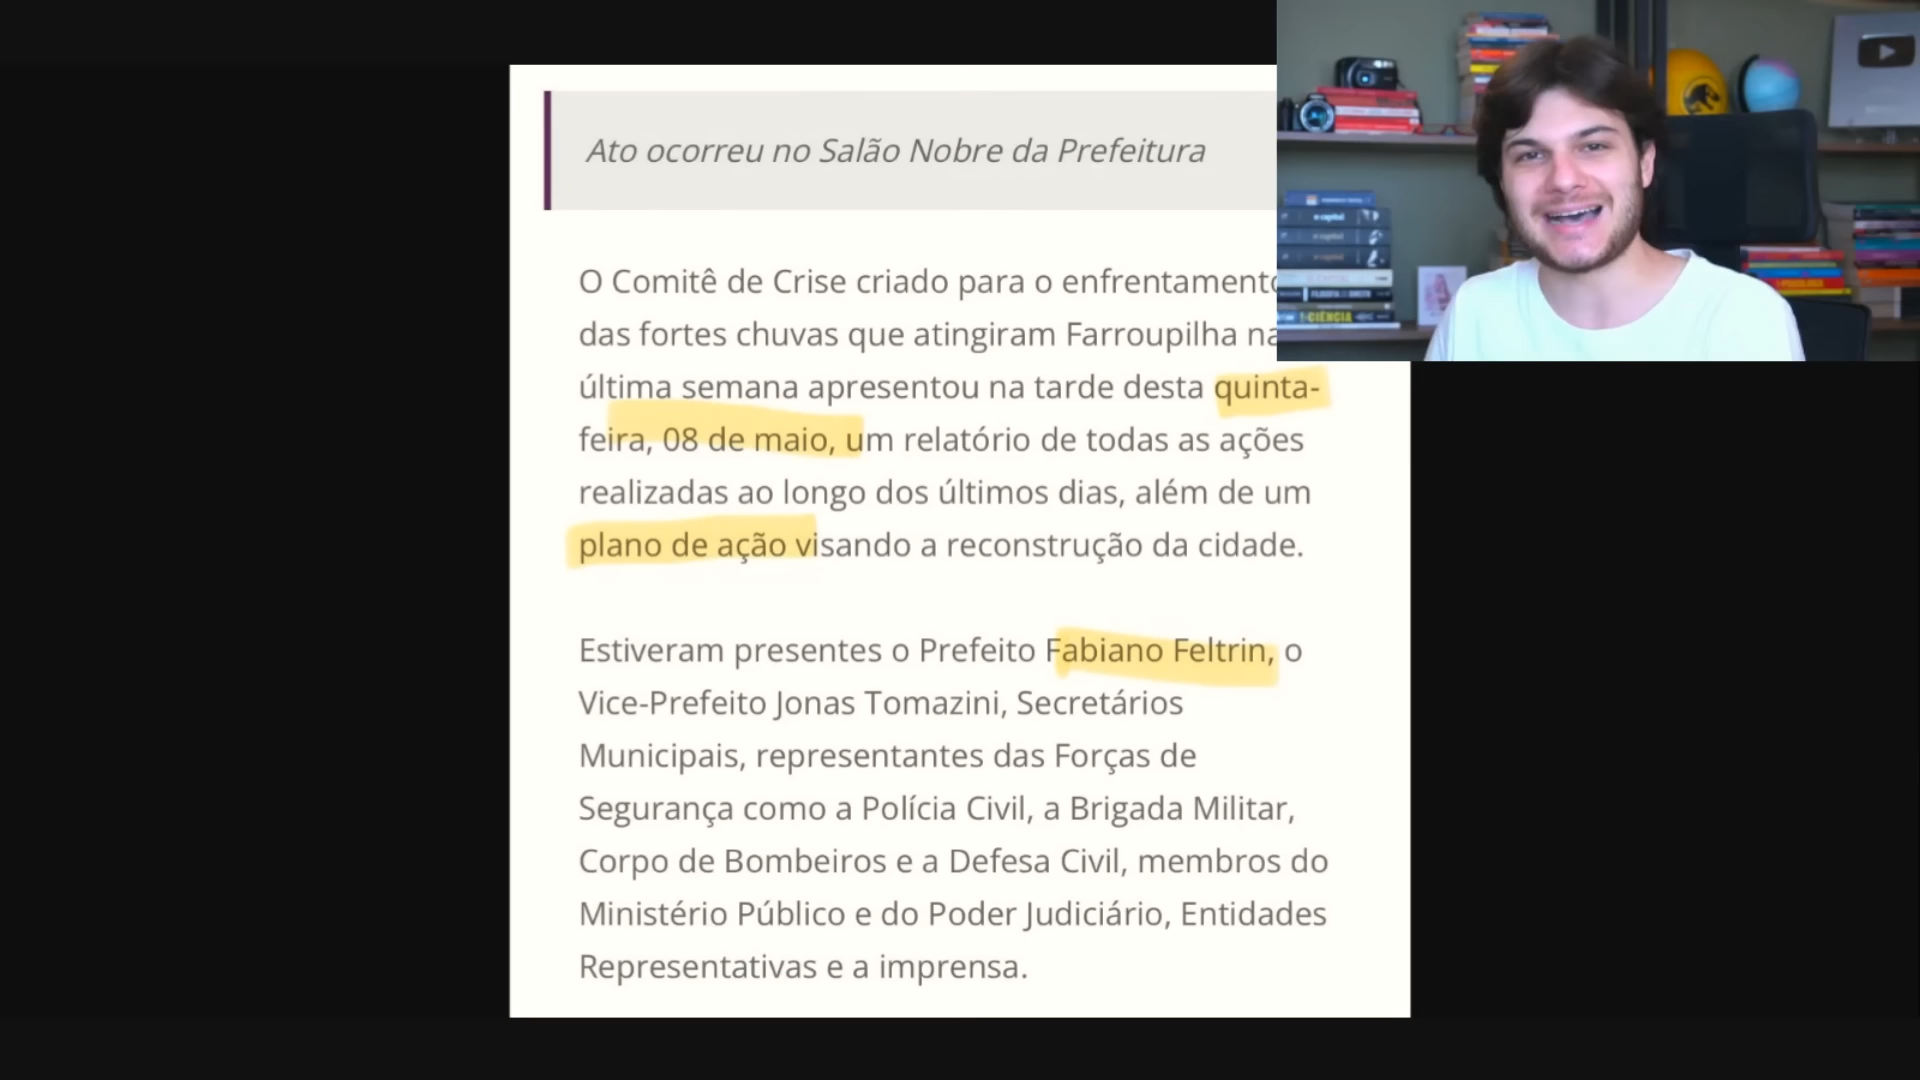 Ato ocorreu no Salão Nobre da Prefeitura
O Comitê de Crise criado para o enfrentamento
das fortes chuvas que atingiram Farroupilha na
última semana apresentou na tarde desta quinta-
feira, 08 de maio, um relatório de todas as ações
realizadas ao longo dos últimos dias, além de um
plano de ação visando a reconstrução da cidade.
Estiveram presentes o Prefeito Fabiano Feltrin, o
Vice-Prefeito Jonas Tomazini, Secretários
Municipais, representantes das Forças de
Segurança como a Polícia Civil, a Brigada Militar,
Corpo de Bombeiros e a Defesa Civil, membros do
Ministério Público e do Poder Judiciário, Entidades
Representativas e a imprensa.
CIÊNCIA